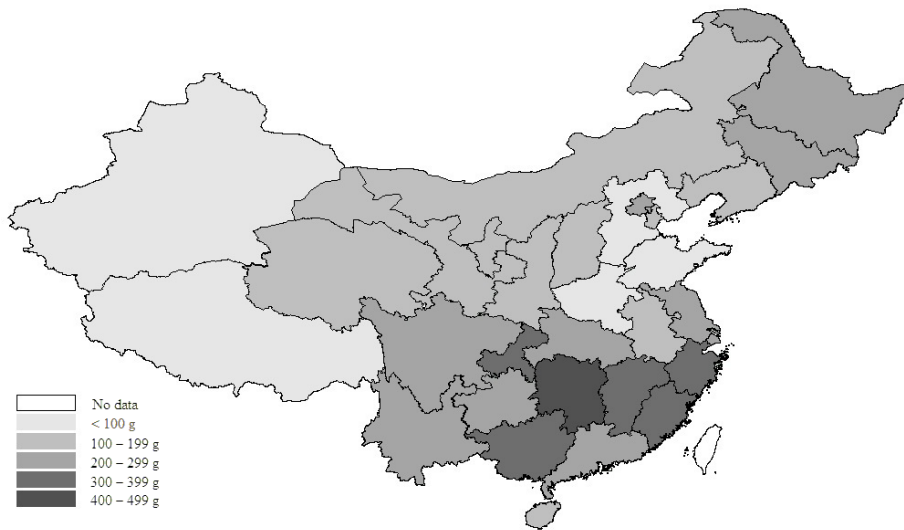 No data
< 100 g
100 – 199 g
200 – 299 g
300 – 399 g
400 – 499 g